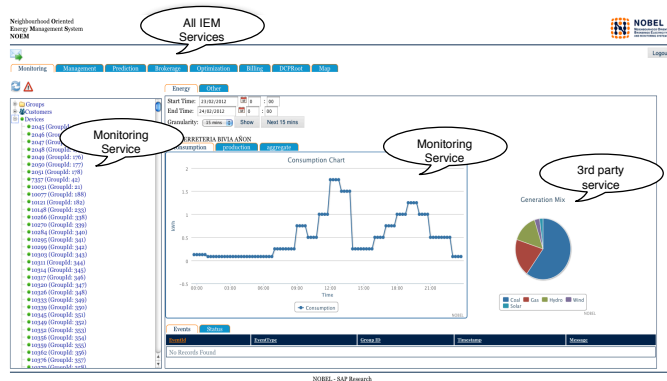 Neighbourhood Oriented
Energy Management System
NOEM
All IEM
Services
NOBEL
Logout
Monitoring Management Prediction Brokerage Optimization Billing DCPRoot Map
Energy Other
Groups
Customers
Devices
2045 (GroupId:
2046 (Group
2047 (Grou
2048 (Grou
2049 (GroupId: 176)
2050 (GroupId: 177)
2051 (GroupId: 178)
7357 (GroupId: 42)
10031 (GroupId: 21)
10077 (GroupId: 188)
10121 (GroupId: 182)
10148 (GroupId: 233)
10266 (GroupId: 338)
10270 (GroupId: 339)
10284 (GroupId: 340)
10295 (GroupId: 341)
10299 (GroupId: 342)
10303 (GroupId: 343)
10311 (GroupId: 344)
10314 (GroupId: 345)
10317 (GroupId: 346)
10320 (GroupId: 347)
10326 (GroupId: 348)
10333 (GroupId: 349)
10339 (GroupId: 350)
10345 (GroupId: 351)
10349 (GroupId: 352)
10352 (GroupId: 353)
10356 (GroupId: 354)
10359 (GroupId: 355)
10362 (GroupId: 356)
10376 (GroupId: 357)
Monitoring
Service
Start Time: 23/02/2012 0 : 00
End Time: 24/02/2012 0 : 00
Granularity: 15 mins Show Next 15 mins
ERRETERIA BIVIA AÑON
Consumption production aggregate
Monitoring
Service
3rd party
service
Consumption Chart
kWh
2
1.5
1
0.5
0
-0.5
00:00 03:00 06:00 09:00 12:00 15:00 18:00 21:00
Time
Consumption
NOBEL
Generation Mix
Coal Gas Hydro Wind
Solar
NOBEL
Events Status
EventId EventType Group ID Timestamp Message
No Records Found
NOBEL - SAP Research